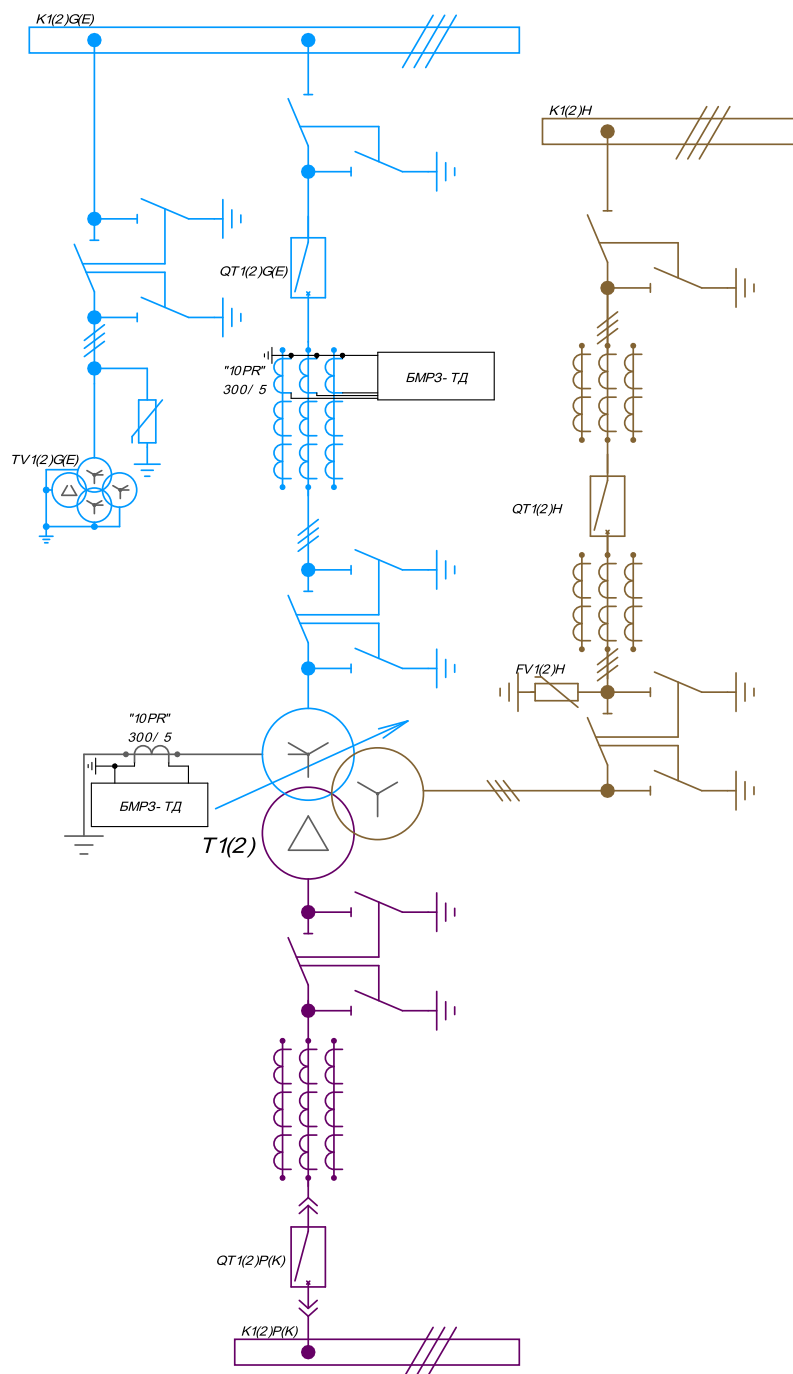 K1(2)G(E)
K1(2)H
QT1(2)G(E)
"10PR"
300/ 5
БМРЗ- ТД
TV1(2)G(E)
QT1(2)H
FV1(2)H
"10PR"
300/ 5
БМРЗ- ТД
T1(2)
QT1(2)P(K)
K1(2)P(K)